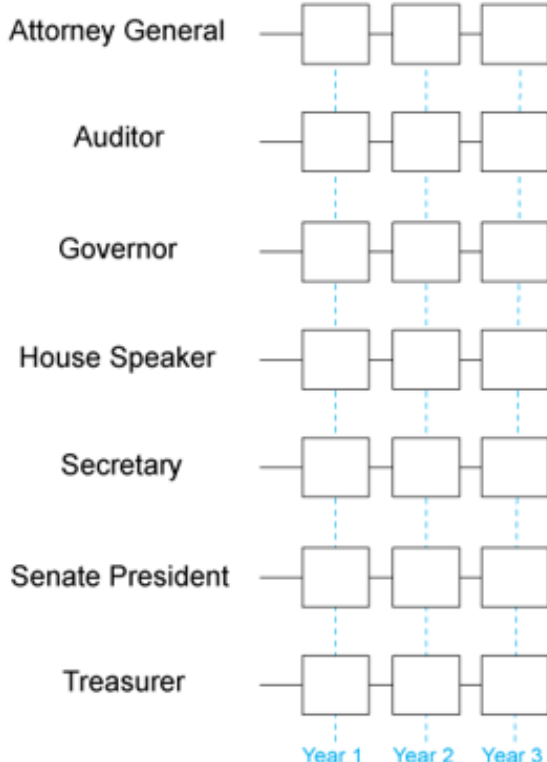 Attorney General
Auditor
Governor
House Speaker
Secretary
Senate President
Treasurer
Year 1 Year 2 Year 3